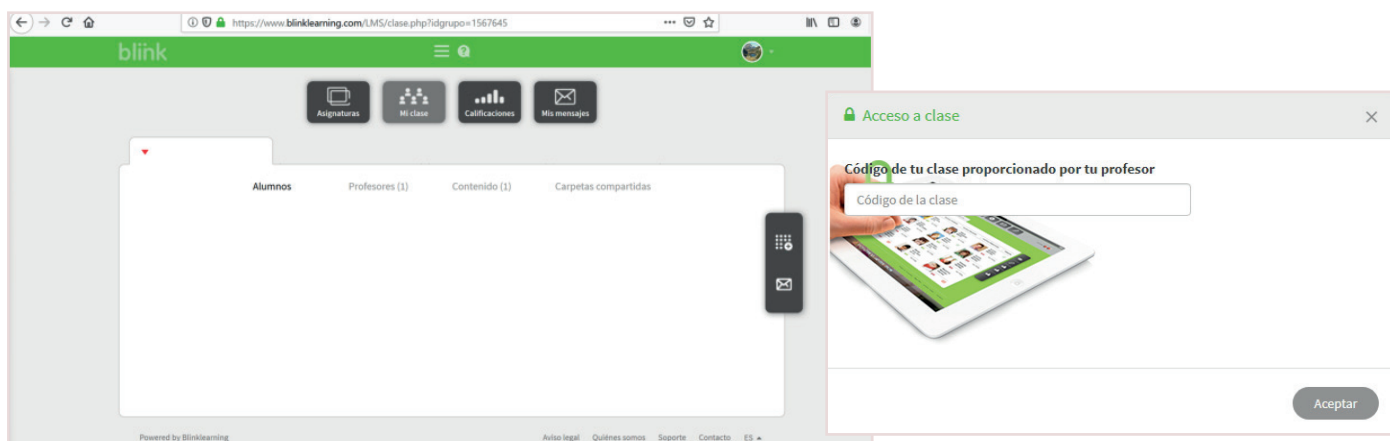 https://www.blinklearning.com/LMS/clase.php?idgrupo=1567645
blink
Asignaturas
Mi clase
Calificaciones
Mis mensajes
Alumnos
Profesores (1)
Contenido (1)
Carpetas compartidas
Powered by Blinklearning
Aviso legal
Quiénes somos
Soporte
Contacto
ES
Acceso a clase
Código de tu clase proporcionado por tu profesor
Código de la clase
Aceptar